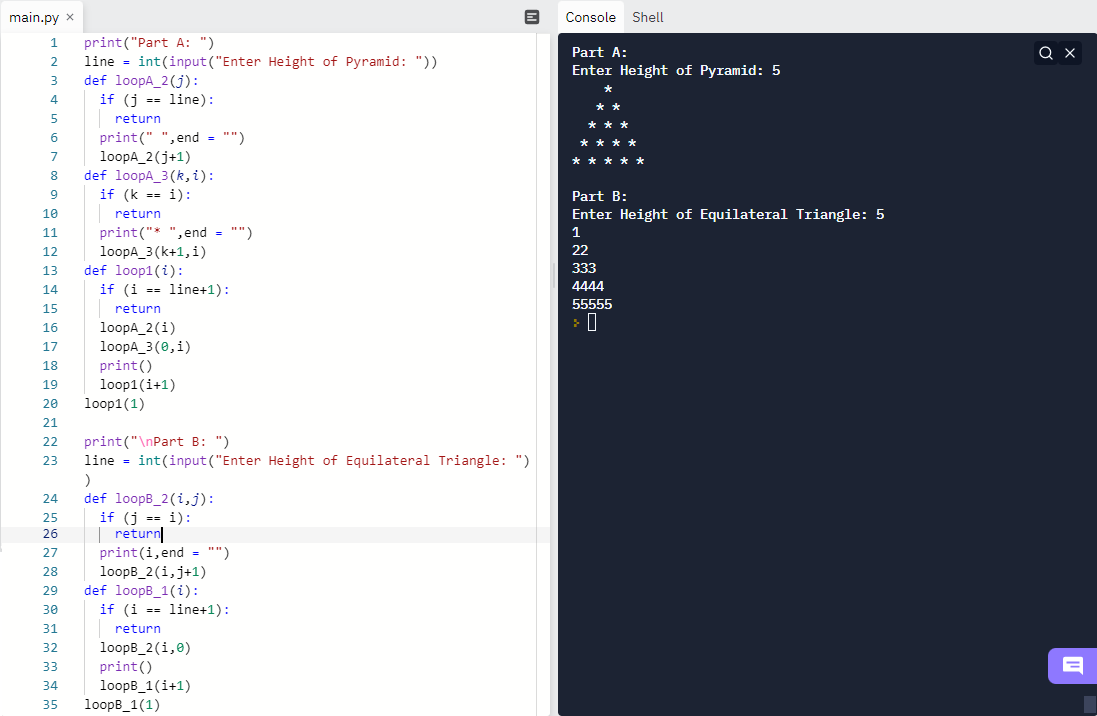 main.py ×
1 print("Part A: ")
2 line = int(input("Enter Height of Pyramid: "))
3 def loopA_2(j):
4   if (j == line):
5     return
6   print(" ",end = "")
7   loopA_2(j+1)
8 def loopA_3(k,i):
9   if (k == i):
10     return
11   print("* ",end = "")
12   loopA_3(k+1,i)
13 def loop1(i):
14   if (i == line+1):
15     return
16   loopA_2(i)
17   loopA_3(0,i)
18   print()
19   loop1(i+1)
20 loop1(1)
21
22 print("\nPart B: ")
23 line = int(input("Enter Height of Equilateral Triangle: ")
)
24 def loopB_2(i,j):
25   if (j == i):
26     return
27   print(i,end = "")
28   loopB_2(i,j+1)
29 def loopB_1(i):
30   if (i == line+1):
31     return
32   loopB_2(i,0)
33   print()
34   loopB_1(i+1)
35 loopB_1(1)
Console Shell
Part A:
Enter Height of Pyramid: 5
    *
   * *
  * * *
 * * * *
* * * * *
Part B:
Enter Height of Equilateral Triangle: 5
1
22
333
4444
55555